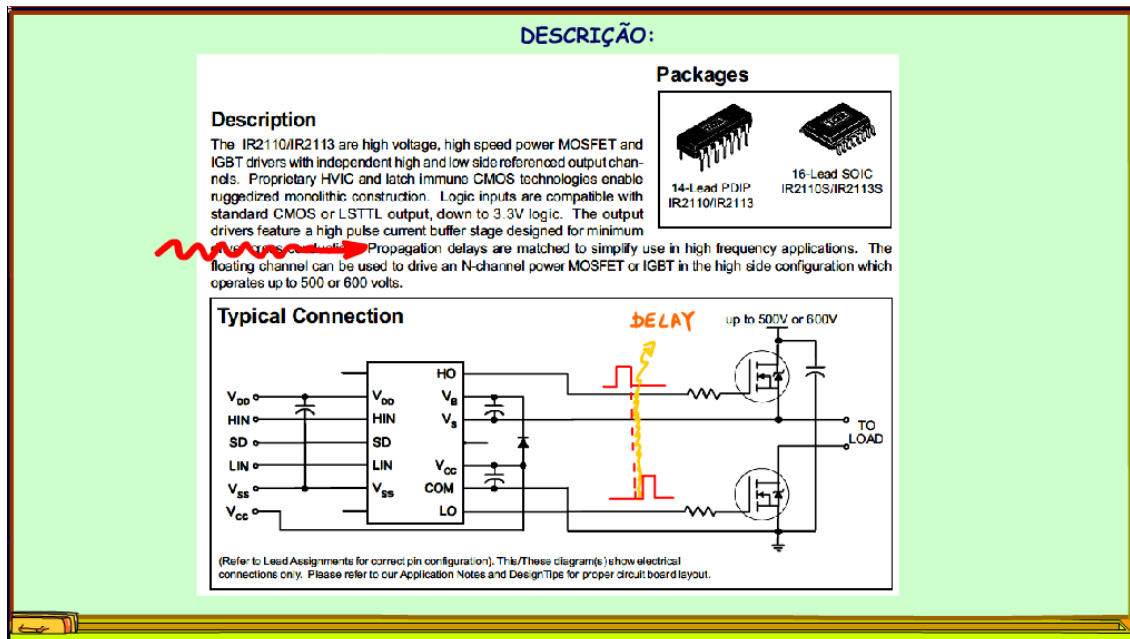 DESCRIÇÃO:
Packages
14-Lead PDIP
IR2110/IR2113
16-Lead SOIC
IR2110S/IR2113S
Description
The IR2110/IR2113 are high voltage, high speed power MOSFET and
IGBT drivers with independent high and low side referenced output chan-
nels. Proprietary HVIC and latch immune CMOS technologies enable
ruggedized monolithic construction. Logic inputs are compatible with
standard CMOS or LSTTL output, down to 3.3V logic. The output
drivers feature a high pulse current buffer stage designed for minimum
Propagation delays are matched to simplify use in high frequency applications. The
floating channel can be used to drive an N-channel power MOSFET or IGBT in the high side configuration which
operates up to 500 or 600 volts.
Typical Connection
DELAY
up to 500V or 600V
HO
VDD
VDD
VB
HIN
HIN
VS
SD
SD
LIN
LIN
VCC
VSS
VSS
COM
VCC
LO
TO
LOAD
(Refer to Lead Assignments for correct pin configuration). This/These diagram(s) show electrical
connections only. Please refer to our Application Notes and DesignTips for proper circuit board layout.